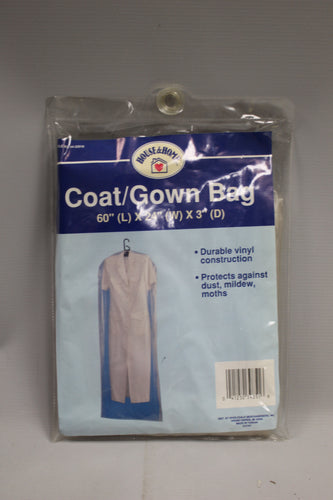 HOUSE & HOME
Coat/Gown Bag
60" (L) X 24" (W) X 3" (D)
• Durable vinyl
construction
• Protects against
dust, mildew,
moths